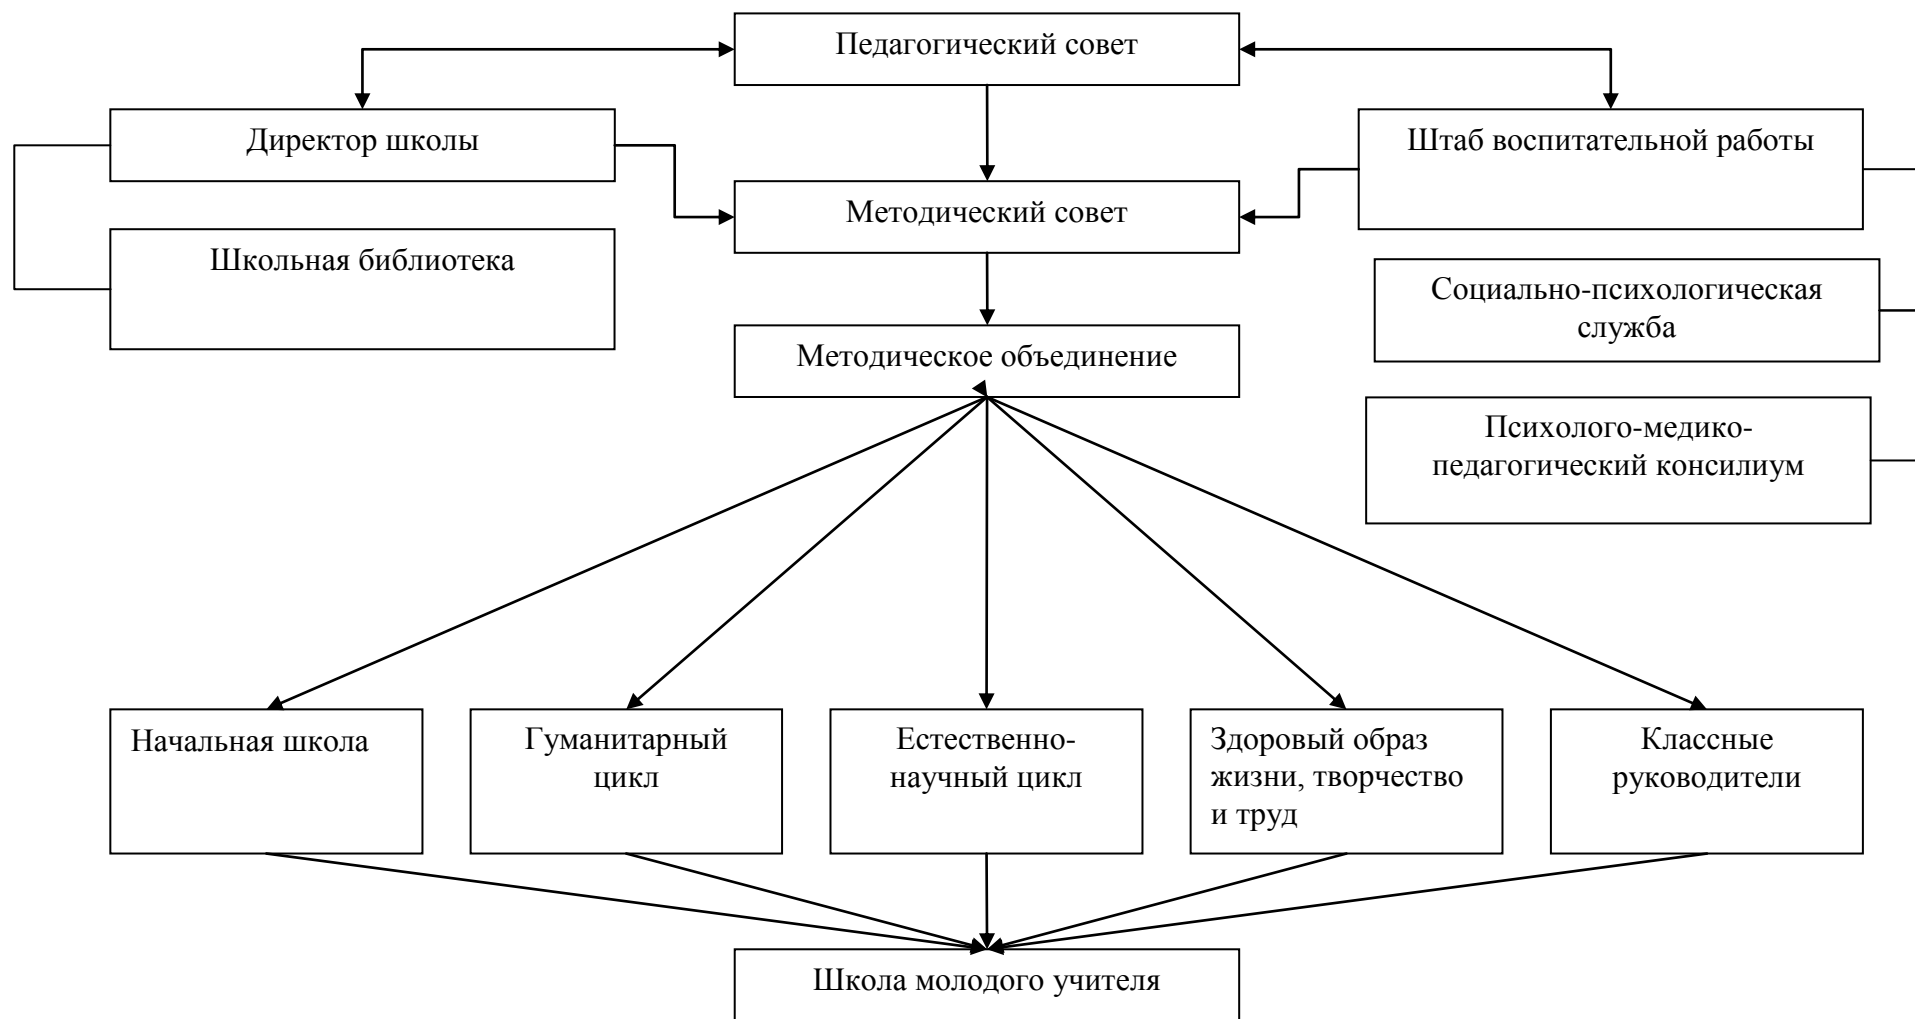 Педагогический совет
Директор школы
Штаб воспитательной работы
Методический совет
Школьная библиотека
Социально-психологическая
служба
Методическое объединение
Психолого-медико-
педагогический консилиум
Начальная школа
Гуманитарный
цикл
Естественно-
научный цикл
Здоровый образ
жизни, творчество
и труд
Классные
руководители
Школа молодого учителя